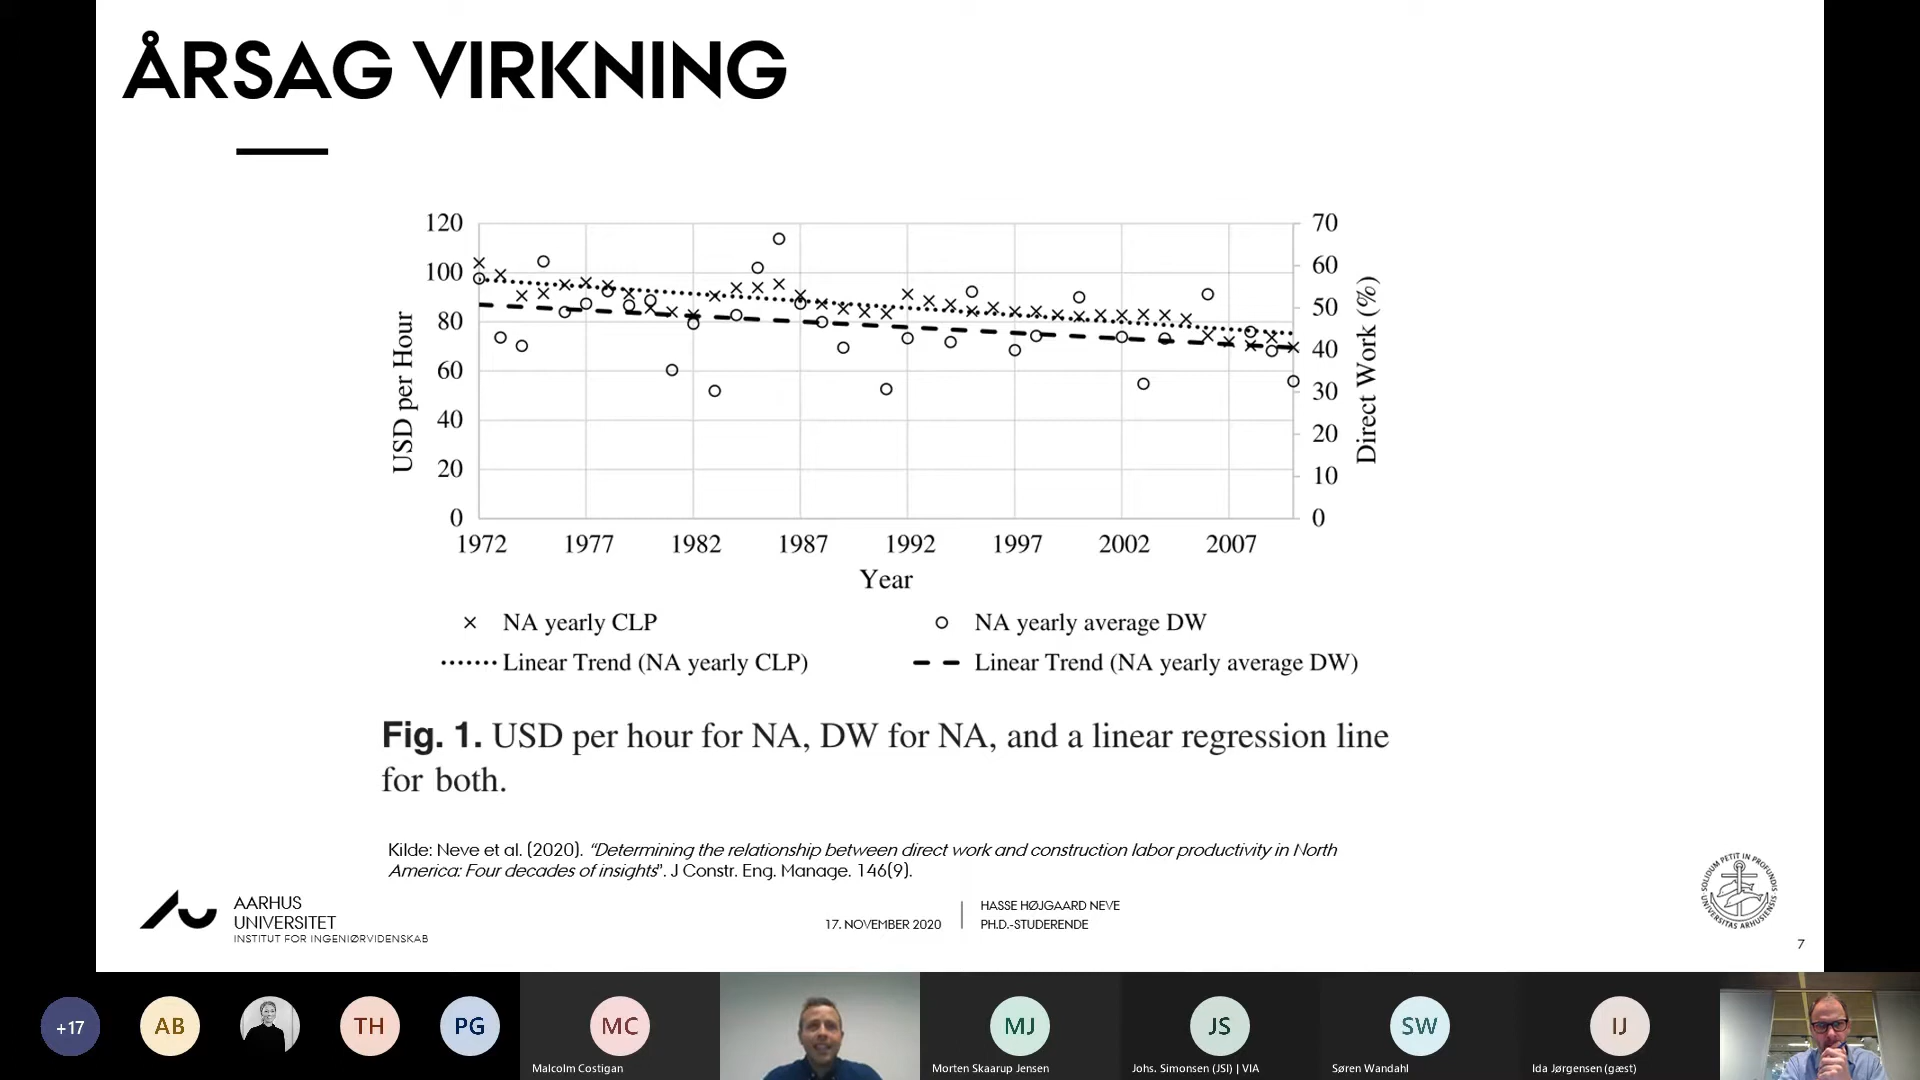 ÅRSAG VIRKNING
120
100
80
60
40
20
0
USD per Hour
70
60
50
40
30
20
10
0
Direct Work (%)
1972 1977 1982 1987 1992 1997 2002 2007
Year
NA yearly CLP
NA yearly average DW
Linear Trend (NA yearly CLP)
Linear Trend (NA yearly average DW)
Fig. 1. USD per hour for NA, DW for NA, and a linear regression line
for both.
Kilde: Neve et al. (2020). “Determining the relationship between direct work and construction labor productivity in North
America: Four decades of insights”. J Constr. Eng. Manage. 146(9).
AARHUS
UNIVERSITET
INSTITUT FOR INGENIØRVIDENSKAB
17. NOVEMBER 2020
HASSE HØJGAARD NEVE
PH.D.-STUDERENDE
SOLIDUM PETIT IN PROFUNDIS
UNIVERSITAS ARHUSIENSIS
7
+17
AB
TH
PG
MC
Malcolm Costigan
MJ
Morten Skaarup Jensen
JS
Johs. Simonsen (JSI) | VIA
SW
Søren Wandahl
IJ
Ida Jørgensen (gæst)